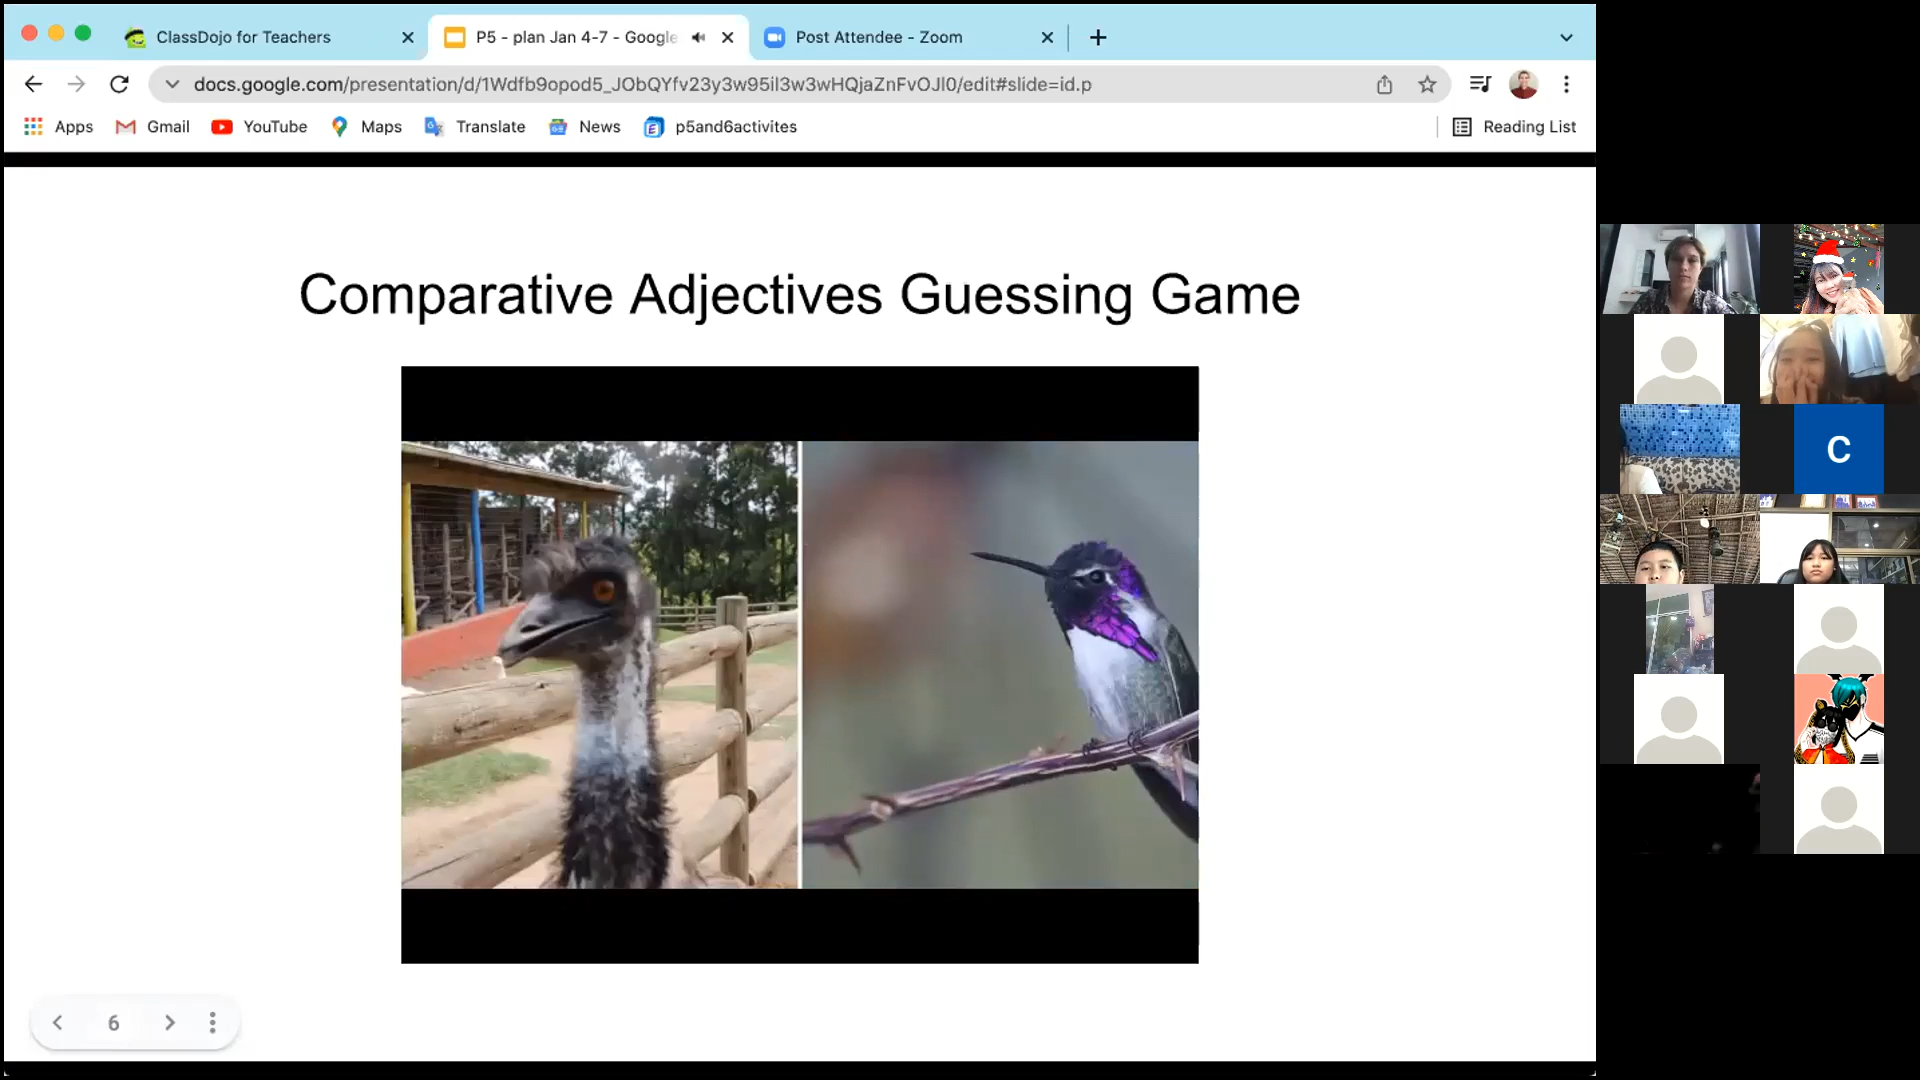 ClassDojo for Teachers
P5 - plan Jan 4-7 - Google
Post Attendee - Zoom
docs.google.com/presentation/d/1Wdfb9opod5_JObQYfv23y3w95il3w3wHQjaZnFvOJl0/edit#slide=id.p
Apps
Gmail
YouTube
Maps
Translate
News
p5and6activites
Reading List
Comparative Adjectives Guessing Game
6
C